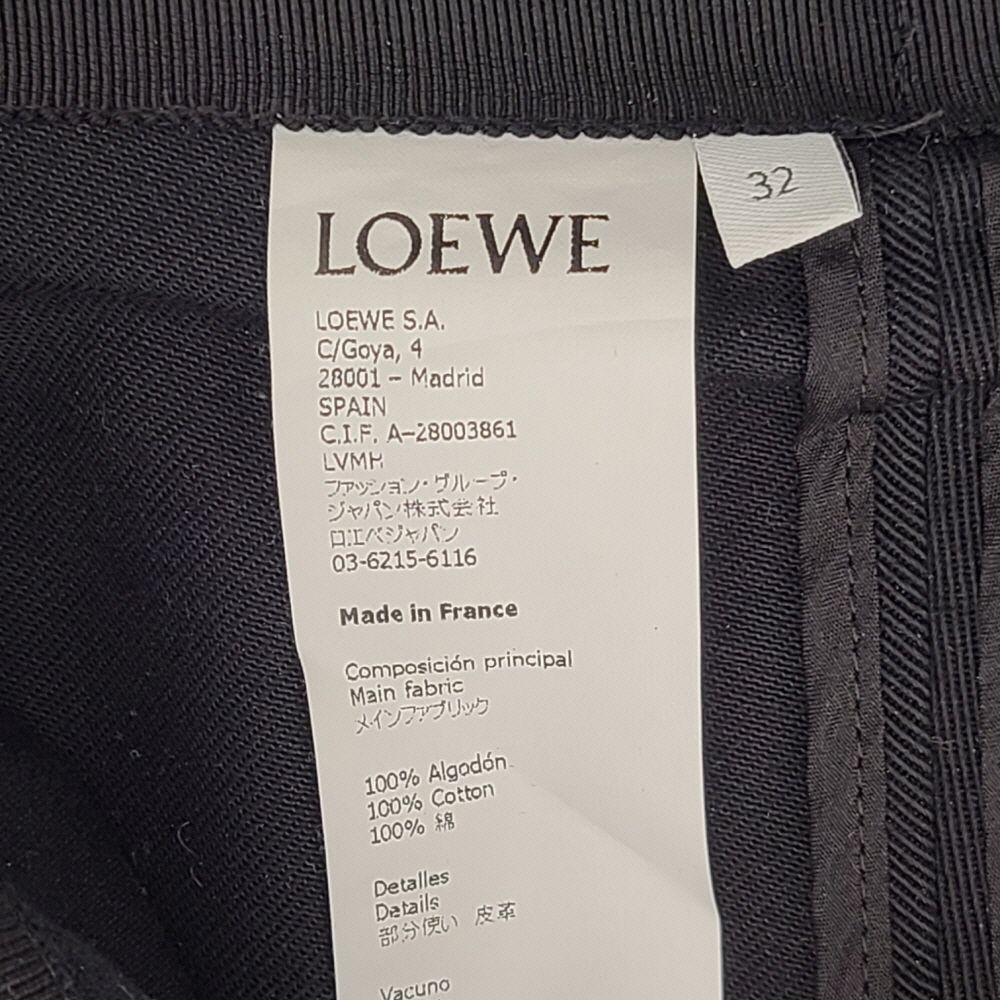 32
LOEWE
LOEWE S.A.
C/Goya, 4
28001 – Madrid
SPAIN
C.I.F. A–28003861
LVMH
ファッション・グループ・
ジャパン株式会社
ロエベジャパン
03-6215-6116
Made in France
Composición principal
Main fabric
メインファブリック
100% Algodón
100% Cotton
100% 綿
Detalles
Details
部分使い 皮革
Vacuno